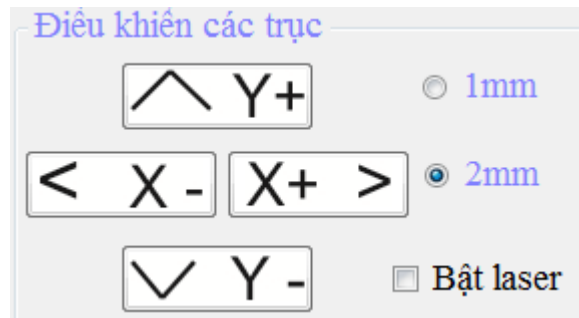 Điều khiển các trục
Y+
1mm
< X -
X+ >
2mm
Y -
Bật laser